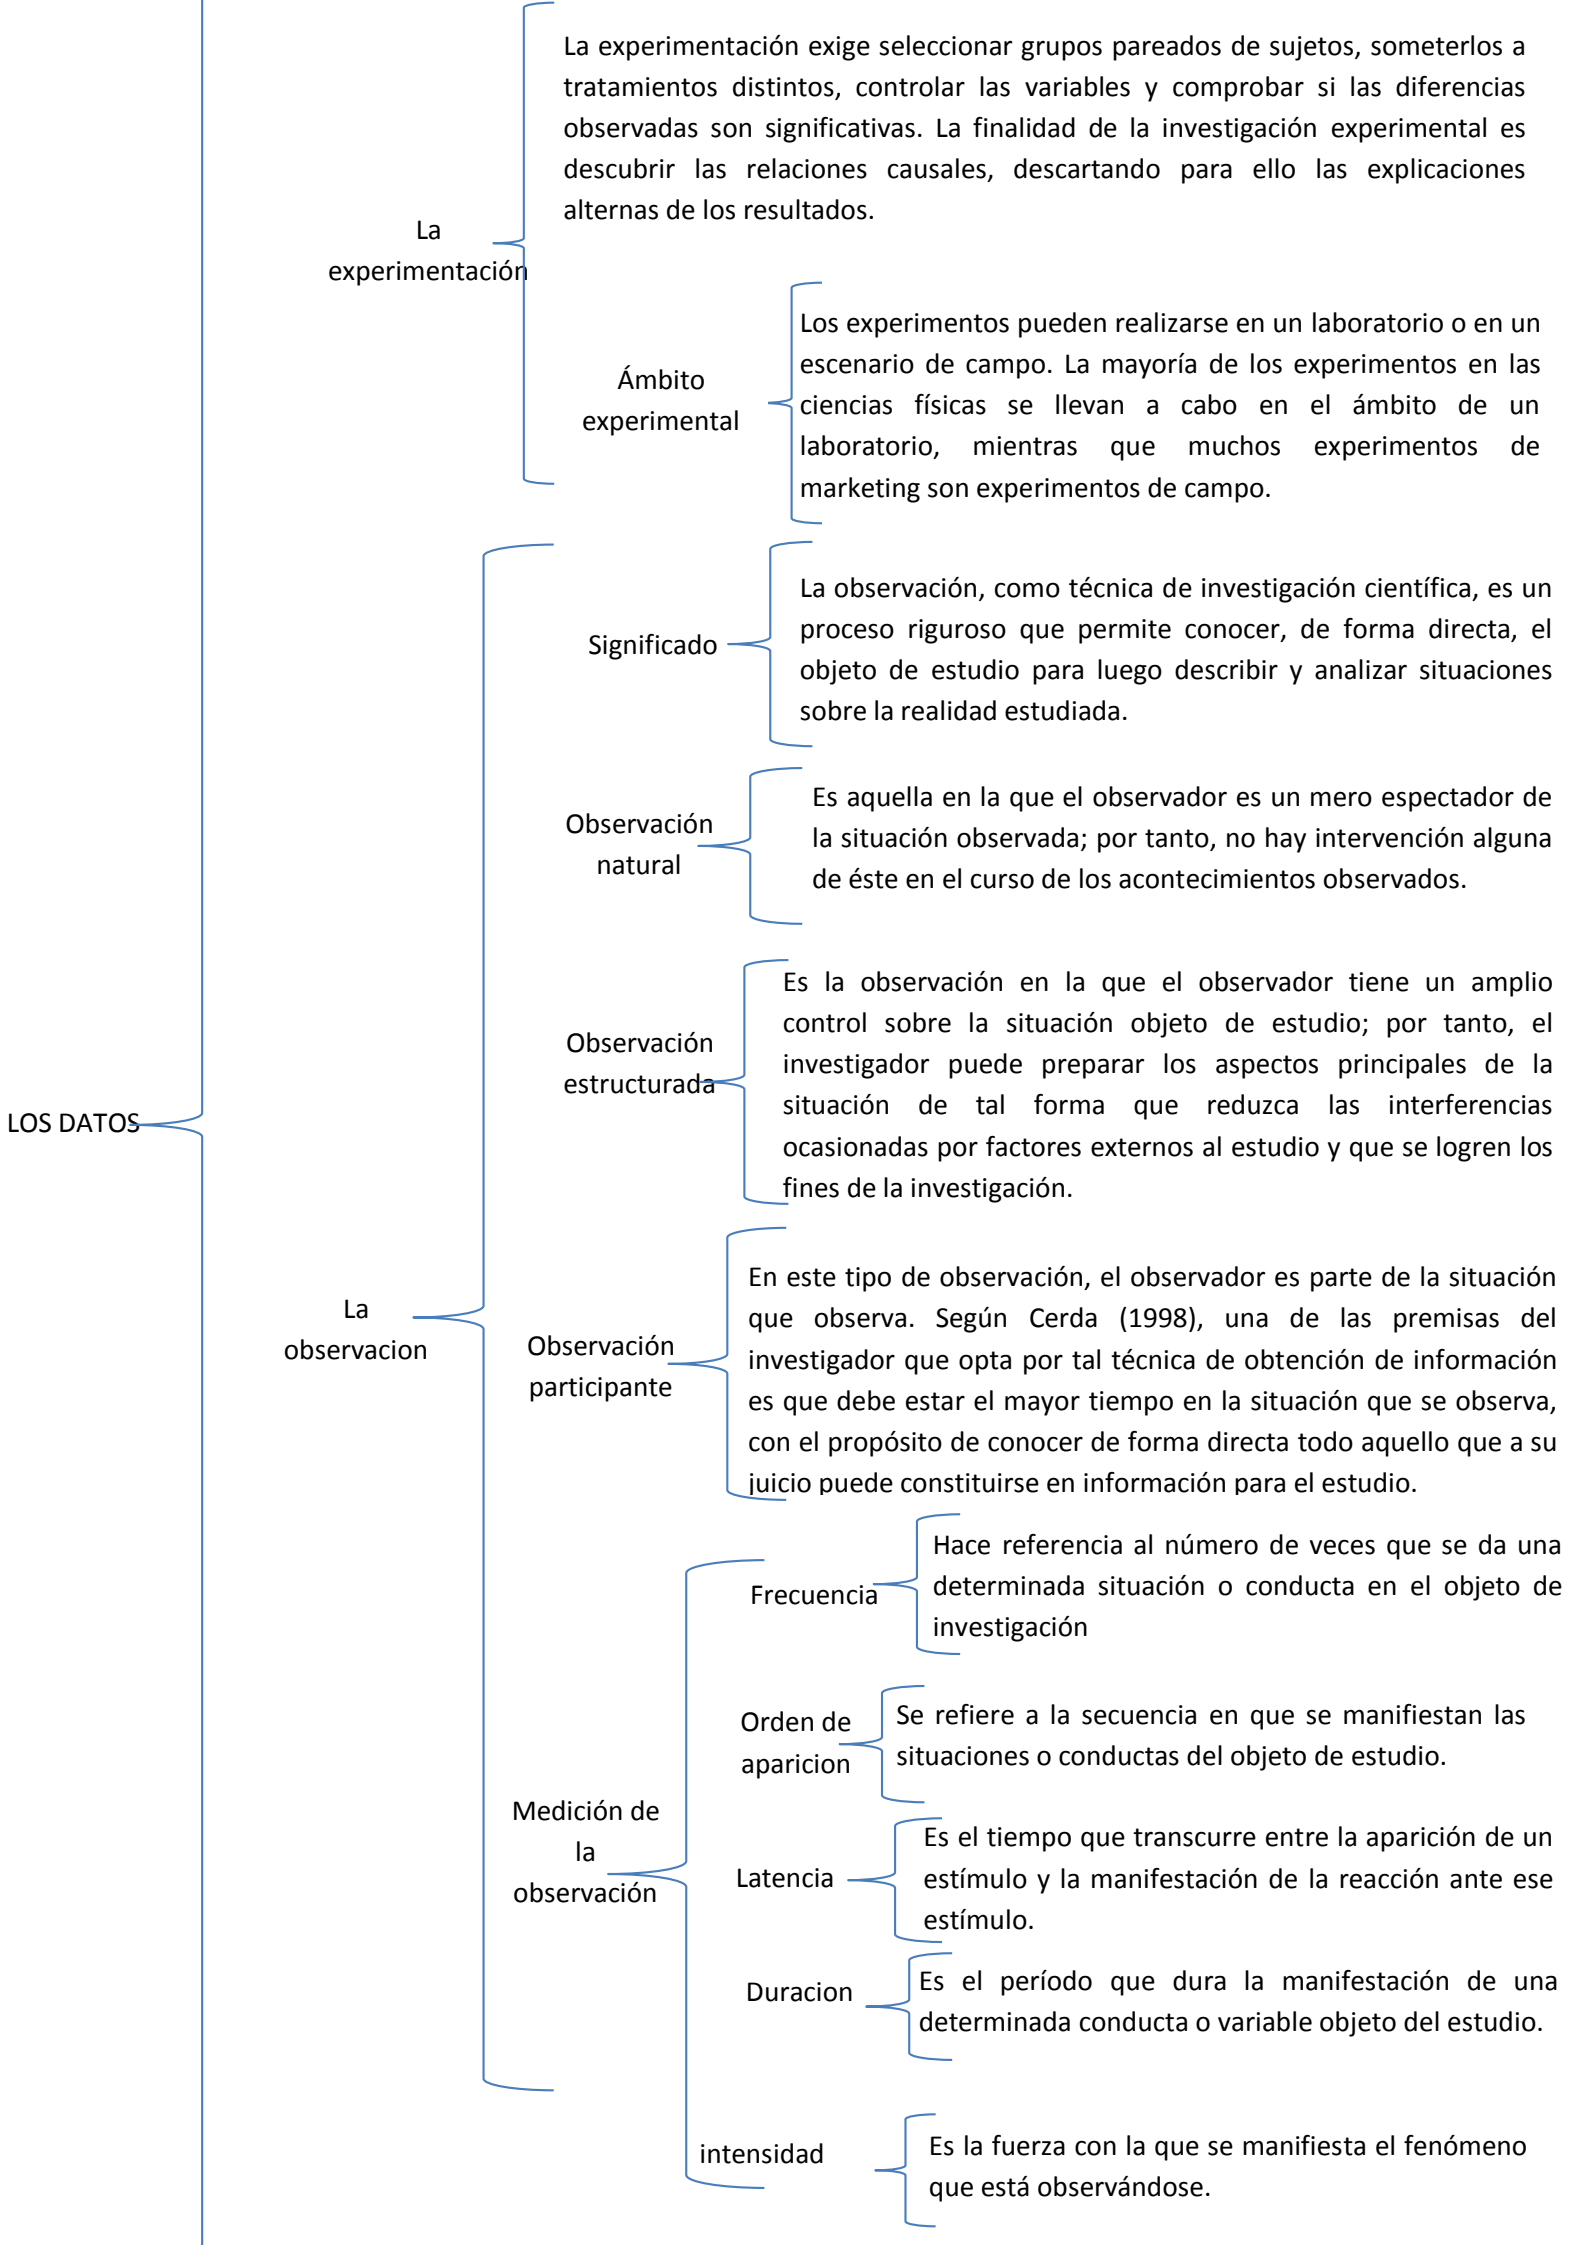 La experimentación exige seleccionar grupos pareados de sujetos, someterlos a
tratamientos distintos, controlar las variables y comprobar si las diferencias
observadas son significativas. La finalidad de la investigación experimental es
descubrir las relaciones causales, descartando para ello las explicaciones
alternas de los resultados.
La
experimentación
Los experimentos pueden realizarse en un laboratorio o en un
escenario de campo. La mayoría de los experimentos en las
ciencias físicas se llevan a cabo en el ámbito de un
laboratorio, mientras que muchos experimentos de
marketing son experimentos de campo.
Ámbito
experimental
La observación, como técnica de investigación científica, es un
proceso riguroso que permite conocer, de forma directa, el
objeto de estudio para luego describir y analizar situaciones
sobre la realidad estudiada.
Significado
Es aquella en la que el observador es un mero espectador de
la situación observada; por tanto, no hay intervención alguna
de éste en el curso de los acontecimientos observados.
Observación
natural
Es la observación en la que el observador tiene un amplio
control sobre la situación objeto de estudio; por tanto, el
investigador puede preparar los aspectos principales de la
situación de tal forma que reduzca las interferencias
ocasionadas por factores externos al estudio y que se logren los
fines de la investigación.
Observación
estructurada
LOS DATOS
La
observacion
En este tipo de observación, el observador es parte de la situación
que observa. Según Cerda (1998), una de las premisas del
investigador que opta por tal técnica de obtención de información
es que debe estar el mayor tiempo en la situación que se observa,
con el propósito de conocer de forma directa todo aquello que a su
juicio puede constituirse en información para el estudio.
Observación
participante
Hace referencia al número de veces que se da una
determinada situación o conducta en el objeto de
investigación
Frecuencia
Orden de
aparicion
Se refiere a la secuencia en que se manifiestan las
situaciones o conductas del objeto de estudio.
Medición de
la
observación
Latencia
Es el tiempo que transcurre entre la aparición de un
estímulo y la manifestación de la reacción ante ese
estímulo.
Duracion
Es el período que dura la manifestación de una
determinada conducta o variable objeto del estudio.
intensidad
Es la fuerza con la que se manifiesta el fenómeno
que está observándose.